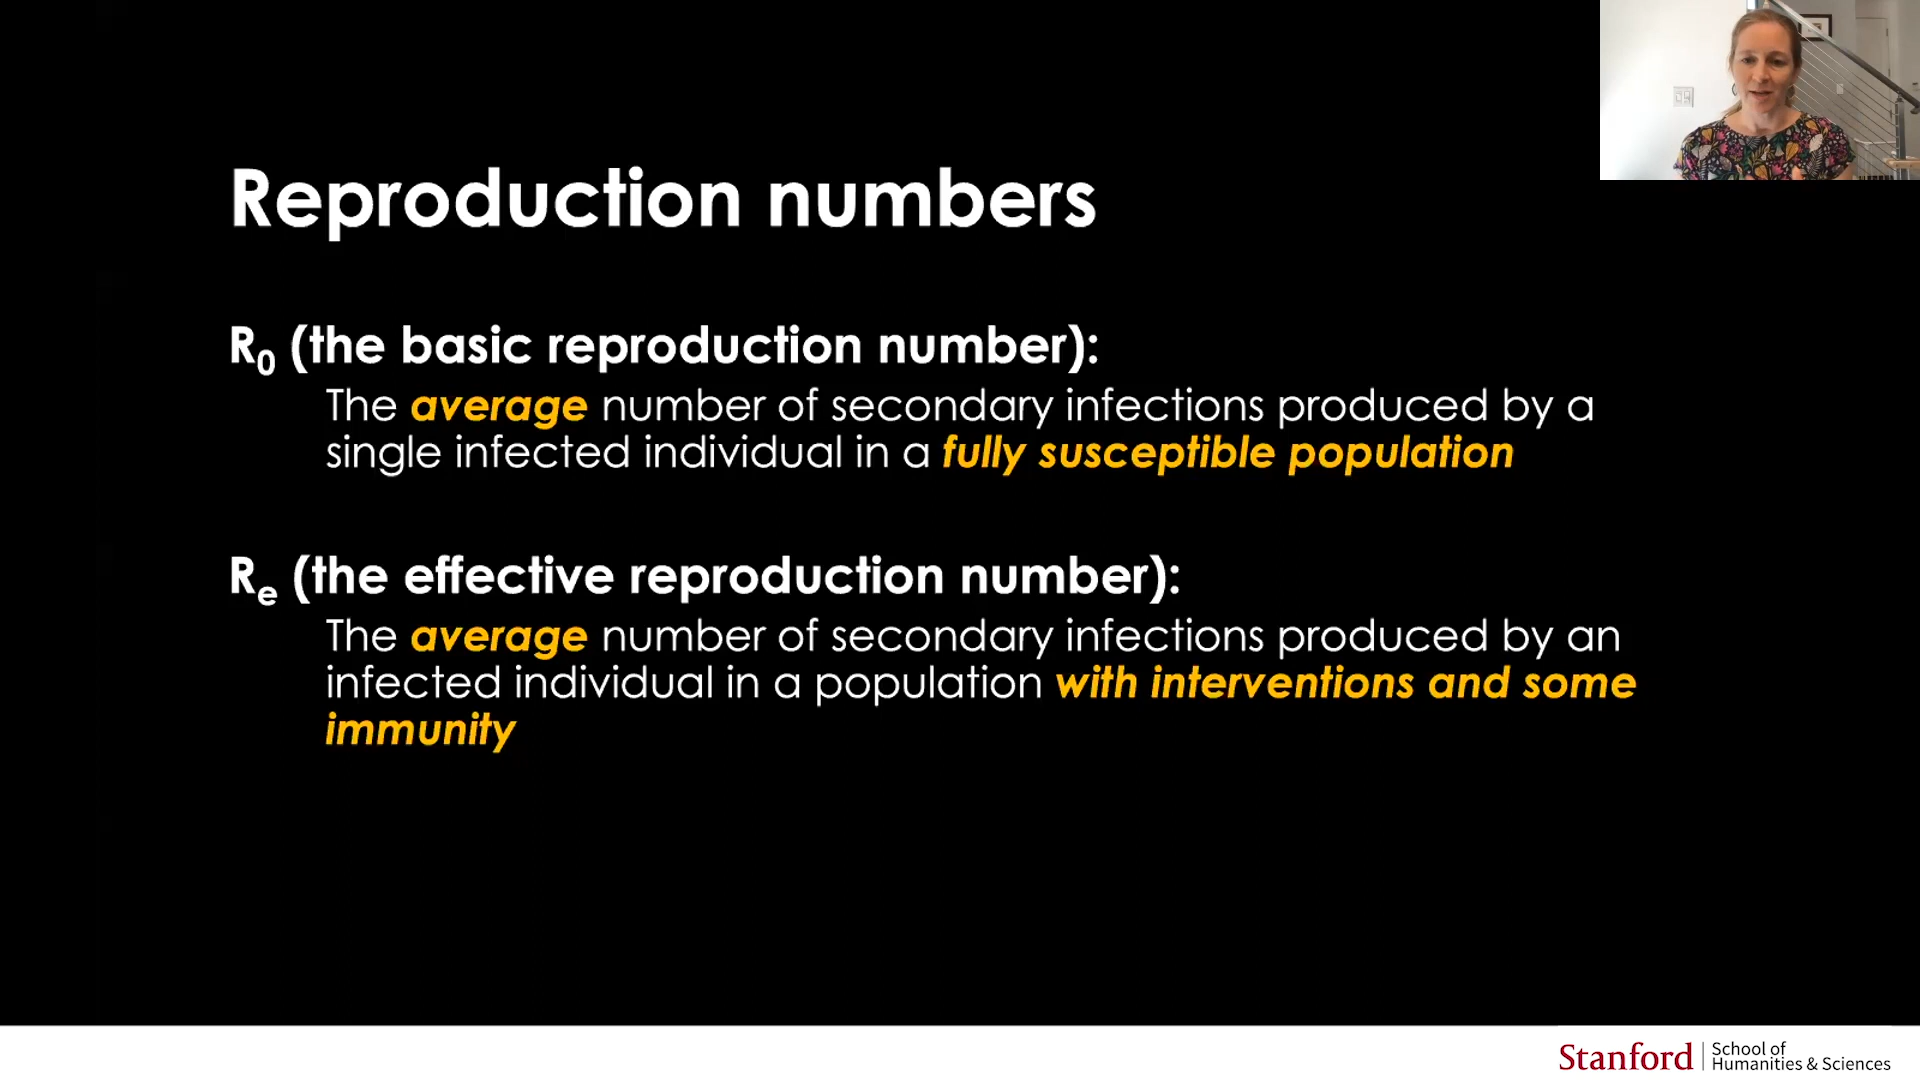 Reproduction numbers
R₀ (the basic reproduction number):
The average number of secondary infections produced by a
single infected individual in a fully susceptible population
Rₑ (the effective reproduction number):
The average number of secondary infections produced by an
infected individual in a population with interventions and some
immunity
Stanford
School of
Humanities & Sciences